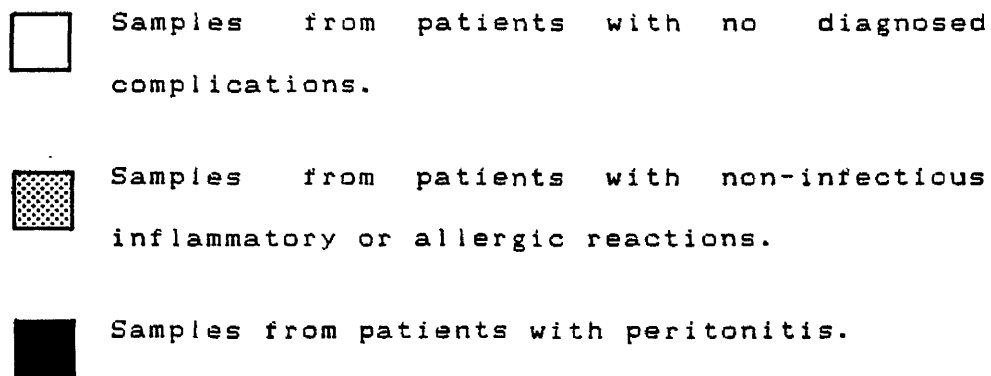 Samples from patients with no diagnosed
complications.
Samples from patients with non-infectious
inflammatory or allergic reactions.
Samples from patients with peritonitis.